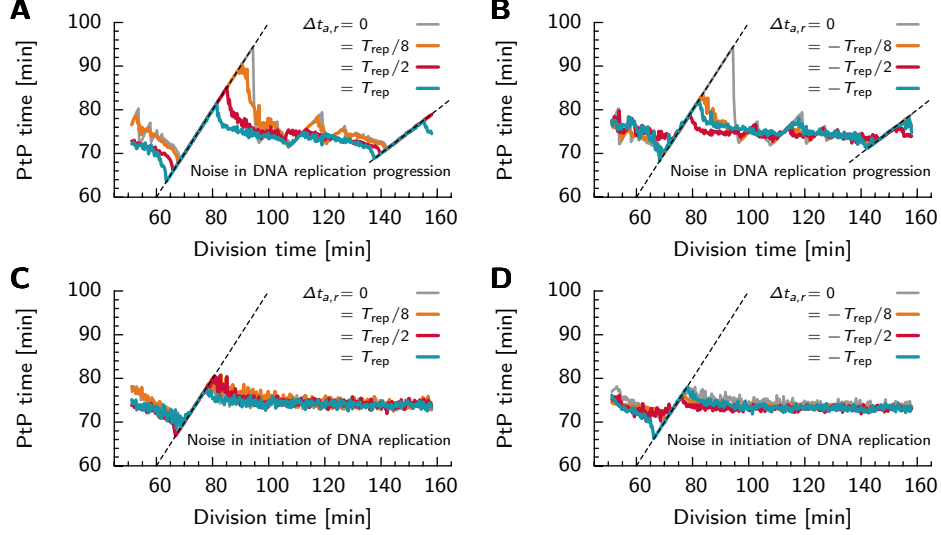 A
PtP time [min]
100
90
80
70
60
Δt_{a,r} = 0
= T_rep/8
= T_rep/2
= T_rep
Noise in DNA replication progression
60 80 100 120 140 160
Division time [min]
B
PtP time [min]
100
90
80
70
60
Δt_{a,r} = 0
= −T_rep/8
= −T_rep/2
= −T_rep
Noise in DNA replication progression
60 80 100 120 140 160
Division time [min]
C
PtP time [min]
100
90
80
70
60
Δt_{a,r} = 0
= T_rep/8
= T_rep/2
= T_rep
Noise in initiation of DNA replication
60 80 100 120 140 160
Division time [min]
D
PtP time [min]
100
90
80
70
60
Δt_{a,r} = 0
= −T_rep/8
= −T_rep/2
= −T_rep
Noise in initiation of DNA replication
60 80 100 120 140 160
Division time [min]